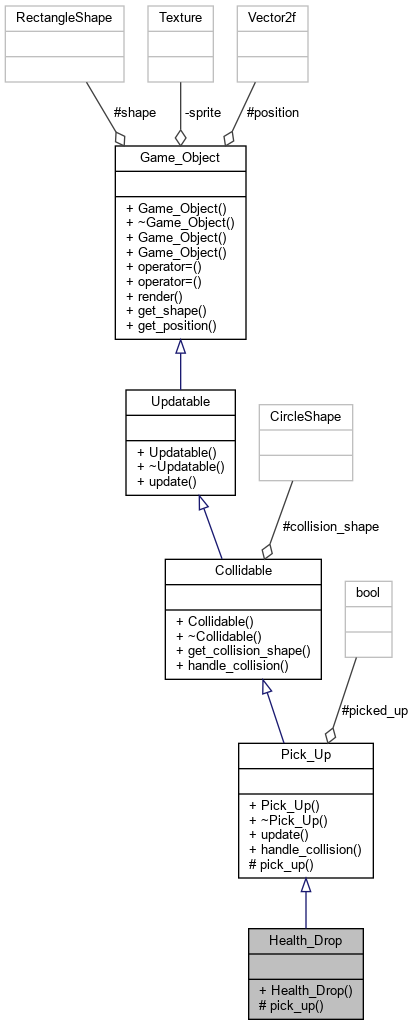 RectangleShape
Texture
Vector2f
#shape
-sprite
#position
Game_Object
+ Game_Object()
+ ~Game_Object()
+ Game_Object()
+ Game_Object()
+ operator=()
+ operator=()
+ render()
+ get_shape()
+ get_position()
Updatable
+ Updatable()
+ ~Updatable()
+ update()
CircleShape
#collision_shape
Collidable
+ Collidable()
+ ~Collidable()
+ get_collision_shape()
+ handle_collision()
bool
#picked_up
Pick_Up
+ Pick_Up()
+ ~Pick_Up()
+ update()
+ handle_collision()
# pick_up()
Health_Drop
+ Health_Drop()
# pick_up()